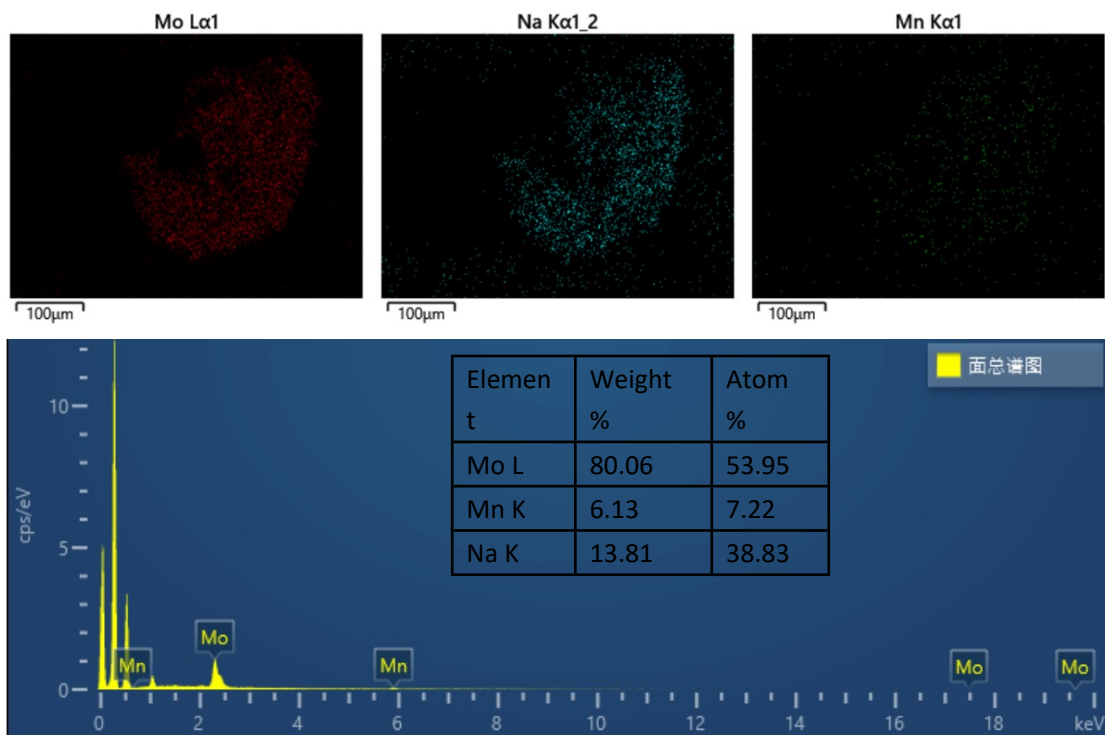 Mo Lα1
Na Kα1_2
Mn Kα1
100μm
100μm
100μm
面总谱图
Elemen
t
Weight
%
Atom
%
Mo L
80.06
53.95
Mn K
6.13
7.22
Na K
13.81
38.83
cps/eV
10
5
0
Mn
Mo
Mn
Mo
Mo
0
2
4
6
8
10
12
14
16
18
keV